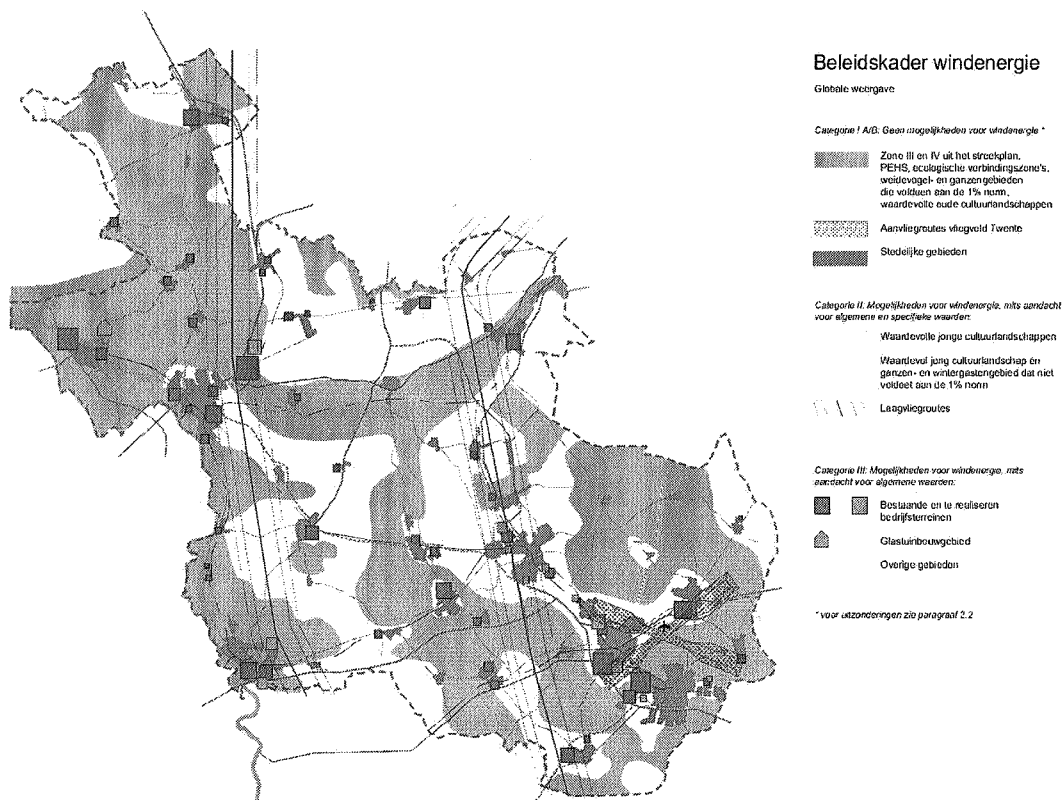 Beleidskader windenergie
Globale weergave
Categorie I A/B: Geen mogelijkheden voor windenergie *
Zone III en IV uit het streekplan,
PEHS, ecologische verbindingszone's,
weidevogel- en ganzengebieden
die voldoen aan de 1% norm,
waardevolle oude cultuurlandschappen
Aanvliegroutes vliegveld Twente
Stedelijke gebieden
Categorie II: Mogelijkheden voor windenergie, mits aandacht
voor algemene en specifieke waarden:
Waardevolle jonge cultuurlandschappen
Waardevol jong cultuurlandschap en
ganzen- en wintergastengebied dat niet
voldoet aan de 1% norm
Laagvliegroutes
Categorie III: Mogelijkheden voor windenergie, mits
aandacht voor algemene waarden:
Bestaande en te realiseren
bedrijfsterreinen
Glastuinbouwgebied
Overige gebieden
* voor uitzonderingen zie paragraaf 2.2